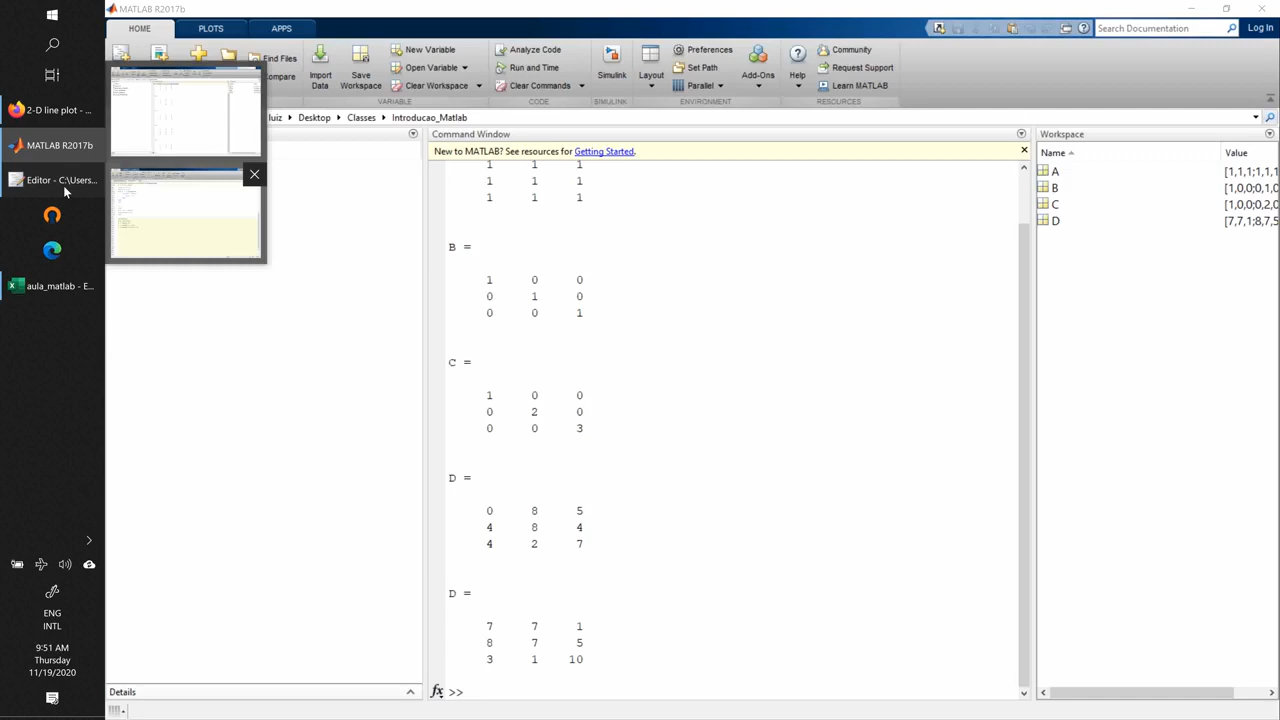 MATLAB R2017b
HOME
PLOTS
APPS
Search Documentation
Log In
Find Files
Compare
Import
Data
Save
Workspace
New Variable
Open Variable
Clear Workspace
VARIABLE
Analyze Code
Run and Time
Clear Commands
CODE
Simulink
SIMULINK
Layout
Preferences
Set Path
Parallel
Add-Ons
ENVIRONMENT
Help
Community
Request Support
Learn MATLAB
RESOURCES
luiz Desktop Classes Introducao_Matlab
2-D line plot - ...
MATLAB R2017b
Editor - C:\Users...
aula_matlab - E...
ENG
INTL
9:51 AM
Thursday
11/19/2020
Details
Command Window
New to MATLAB? See resources for Getting Started.
1 1 1
1 1 1
1 1 1
B =
1 0 0
0 1 0
0 0 1
C =
1 0 0
0 2 0
0 0 3
D =
0 8 5
4 8 4
4 2 7
D =
7 7 1
8 7 5
3 1 10
fx >>
Workspace
Name Value
A [1,1,1;1,1,1
B [1,0,0;0,1,0
C [1,0,0;0,2,0
D [7,7,1;8,7,5